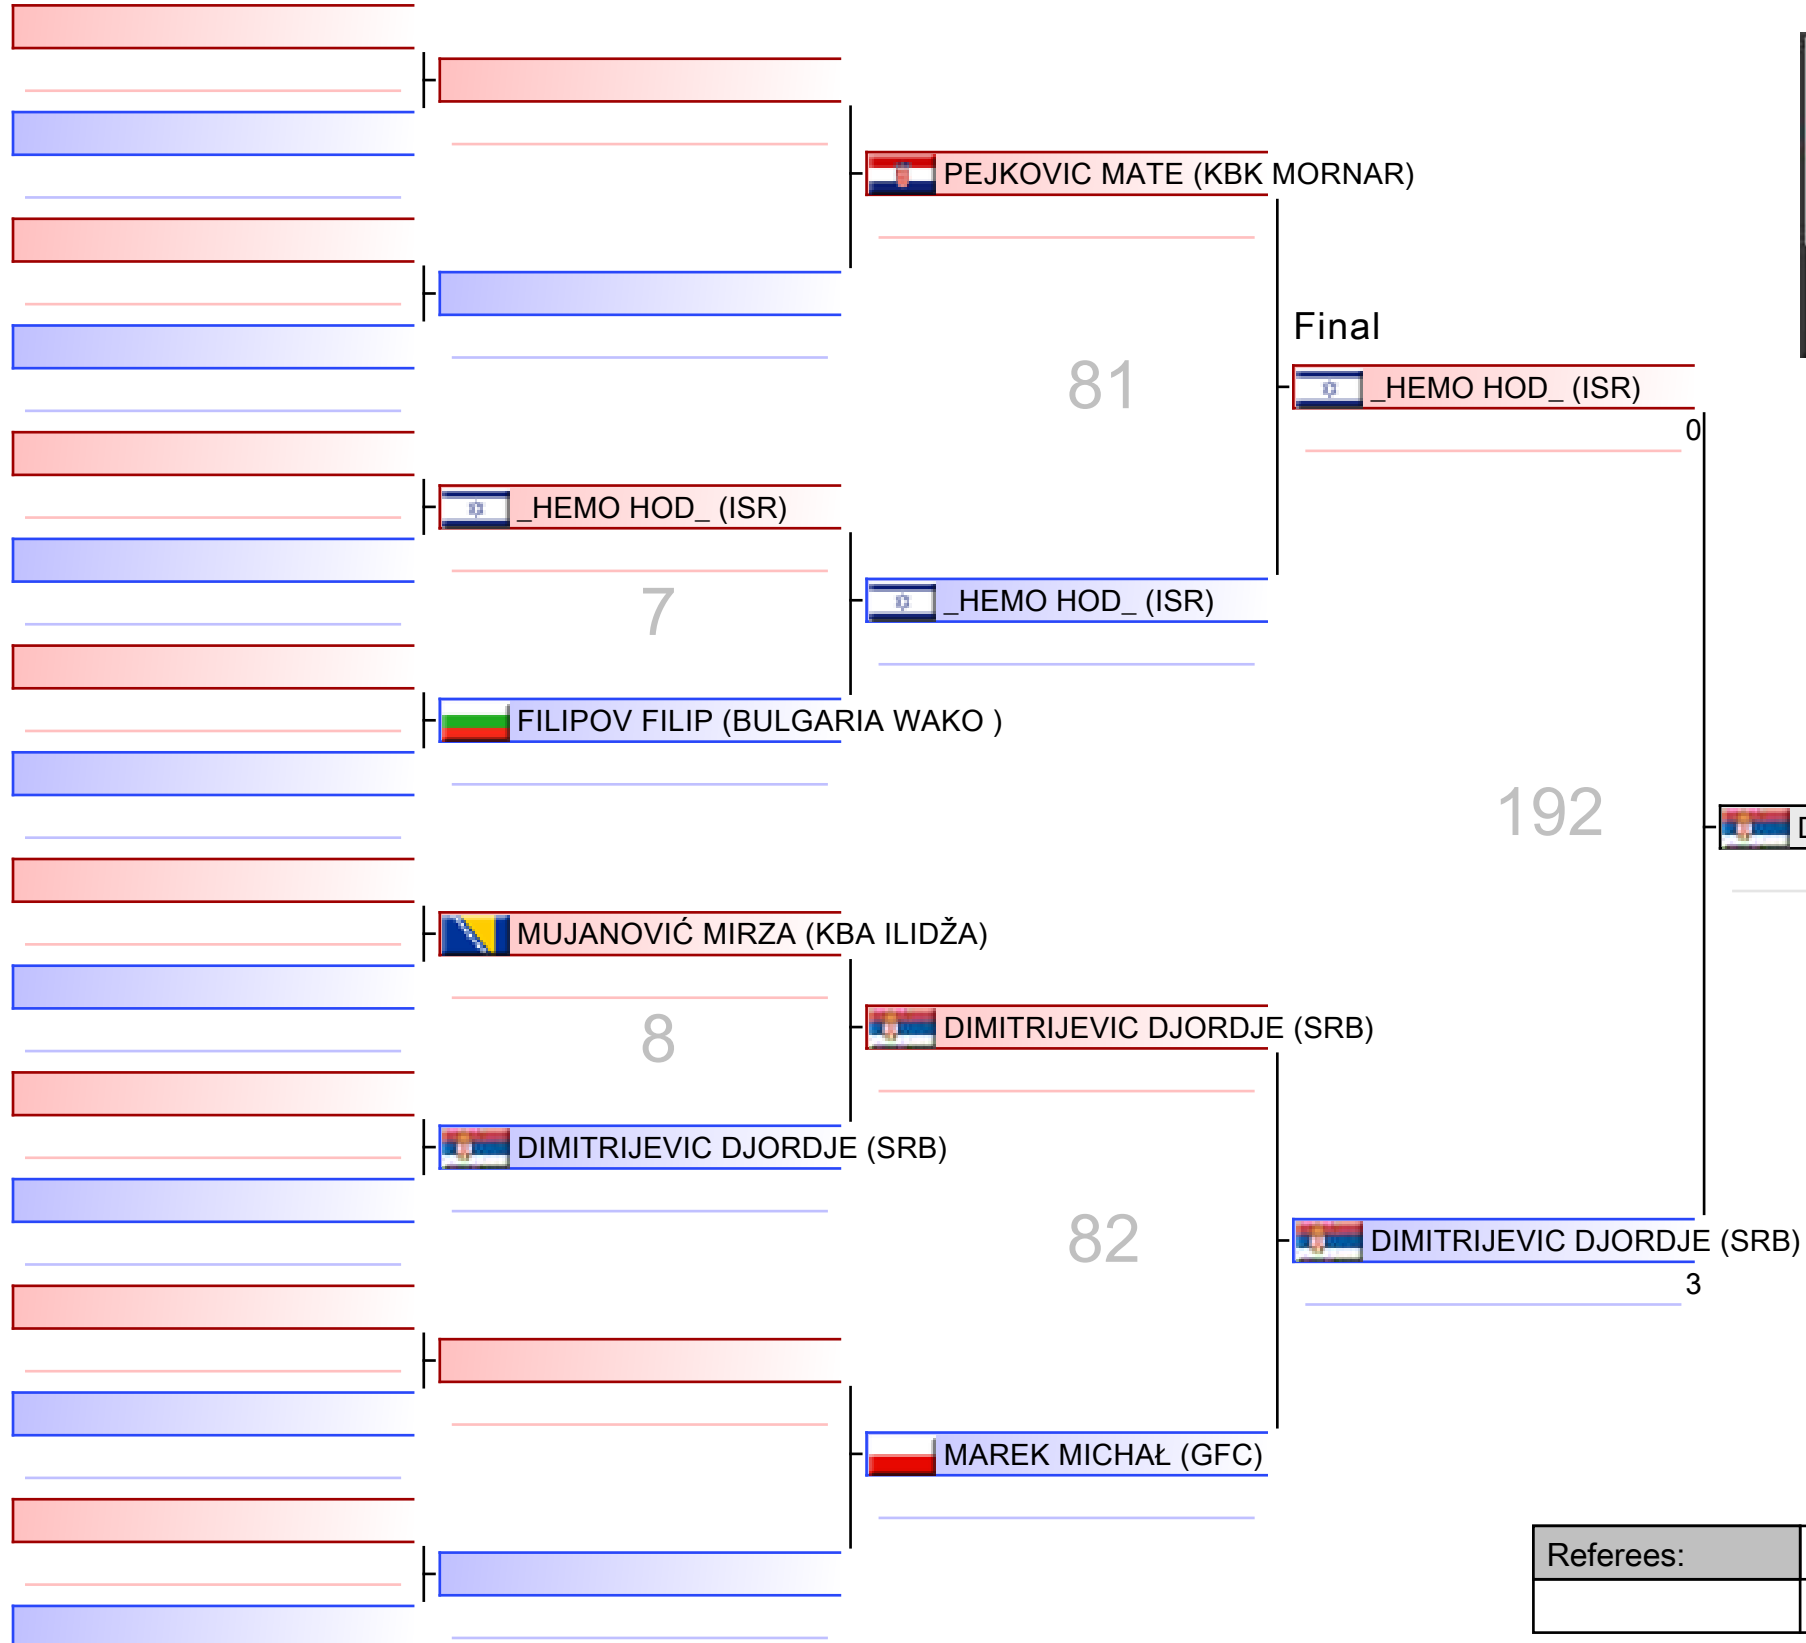 PEJKOVIC MATE (KBK MORNAR)
Final
81
_HEMO HOD_ (ISR)
0
_HEMO HOD_ (ISR)
7
_HEMO HOD_ (ISR)
FILIPOV FILIP (BULGARIA WAKO )
192
D
MUJANOVIĆ MIRZA (KBA ILIDŽA)
8
DIMITRIJEVIC DJORDJE (SRB)
DIMITRIJEVIC DJORDJE (SRB)
82
DIMITRIJEVIC DJORDJE (SRB)
3
MAREK MICHAŁ (GFC)
Referees: